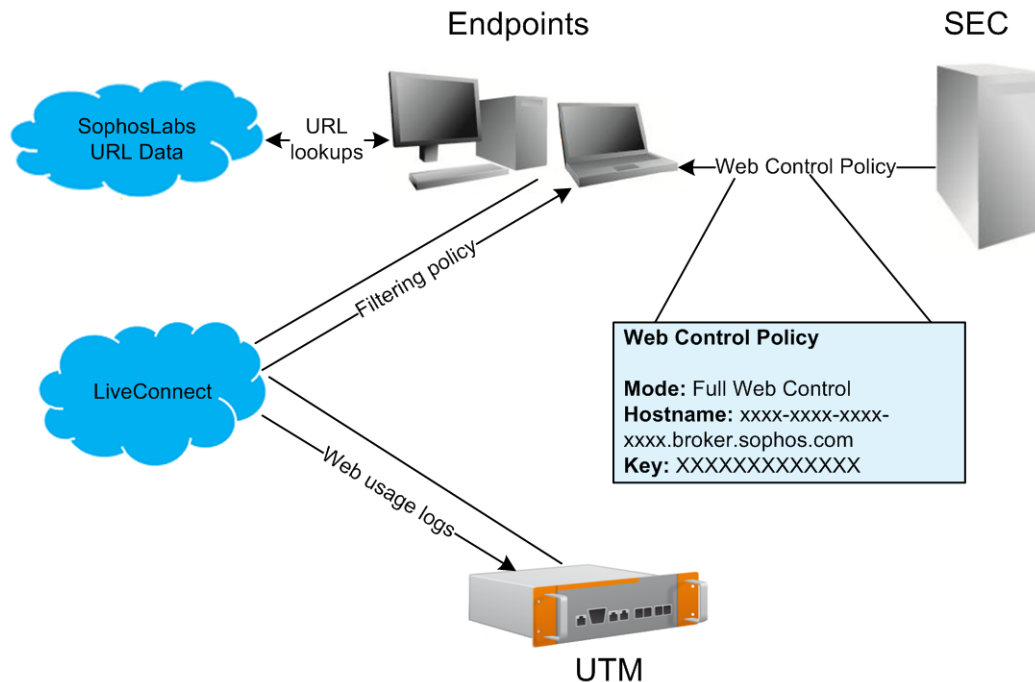 Endpoints
SEC
SophosLabs
URL Data
URL
lookups
Web Control Policy
Filtering policy
Web Control Policy
Mode: Full Web Control
Hostname: xxxx-xxxx-xxxx-
xxxx.broker.sophos.com
Key: XXXXXXXXXXXXX
LiveConnect
Web usage logs
UTM